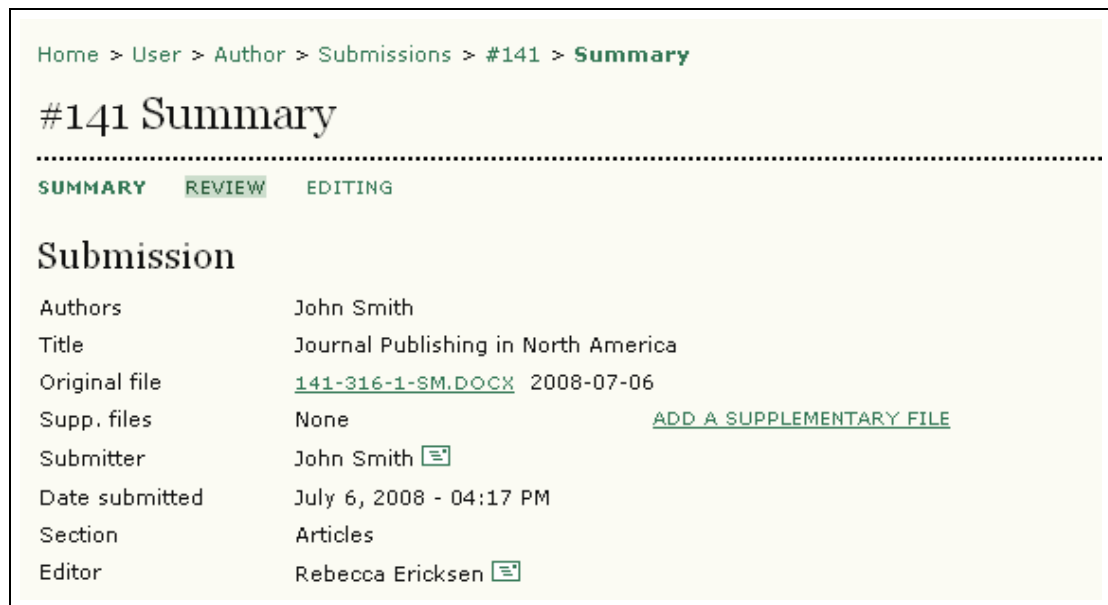 Home > User > Author > Submissions > #141 > Summary
#141 Summary
SUMMARY REVIEW EDITING
Submission
Authors John Smith
Title Journal Publishing in North America
Original file 141-316-1-SM.DOCX 2008-07-06
Supp. files None ADD A SUPPLEMENTARY FILE
Submitter John Smith
Date submitted July 6, 2008 - 04:17 PM
Section Articles
Editor Rebecca Ericksen